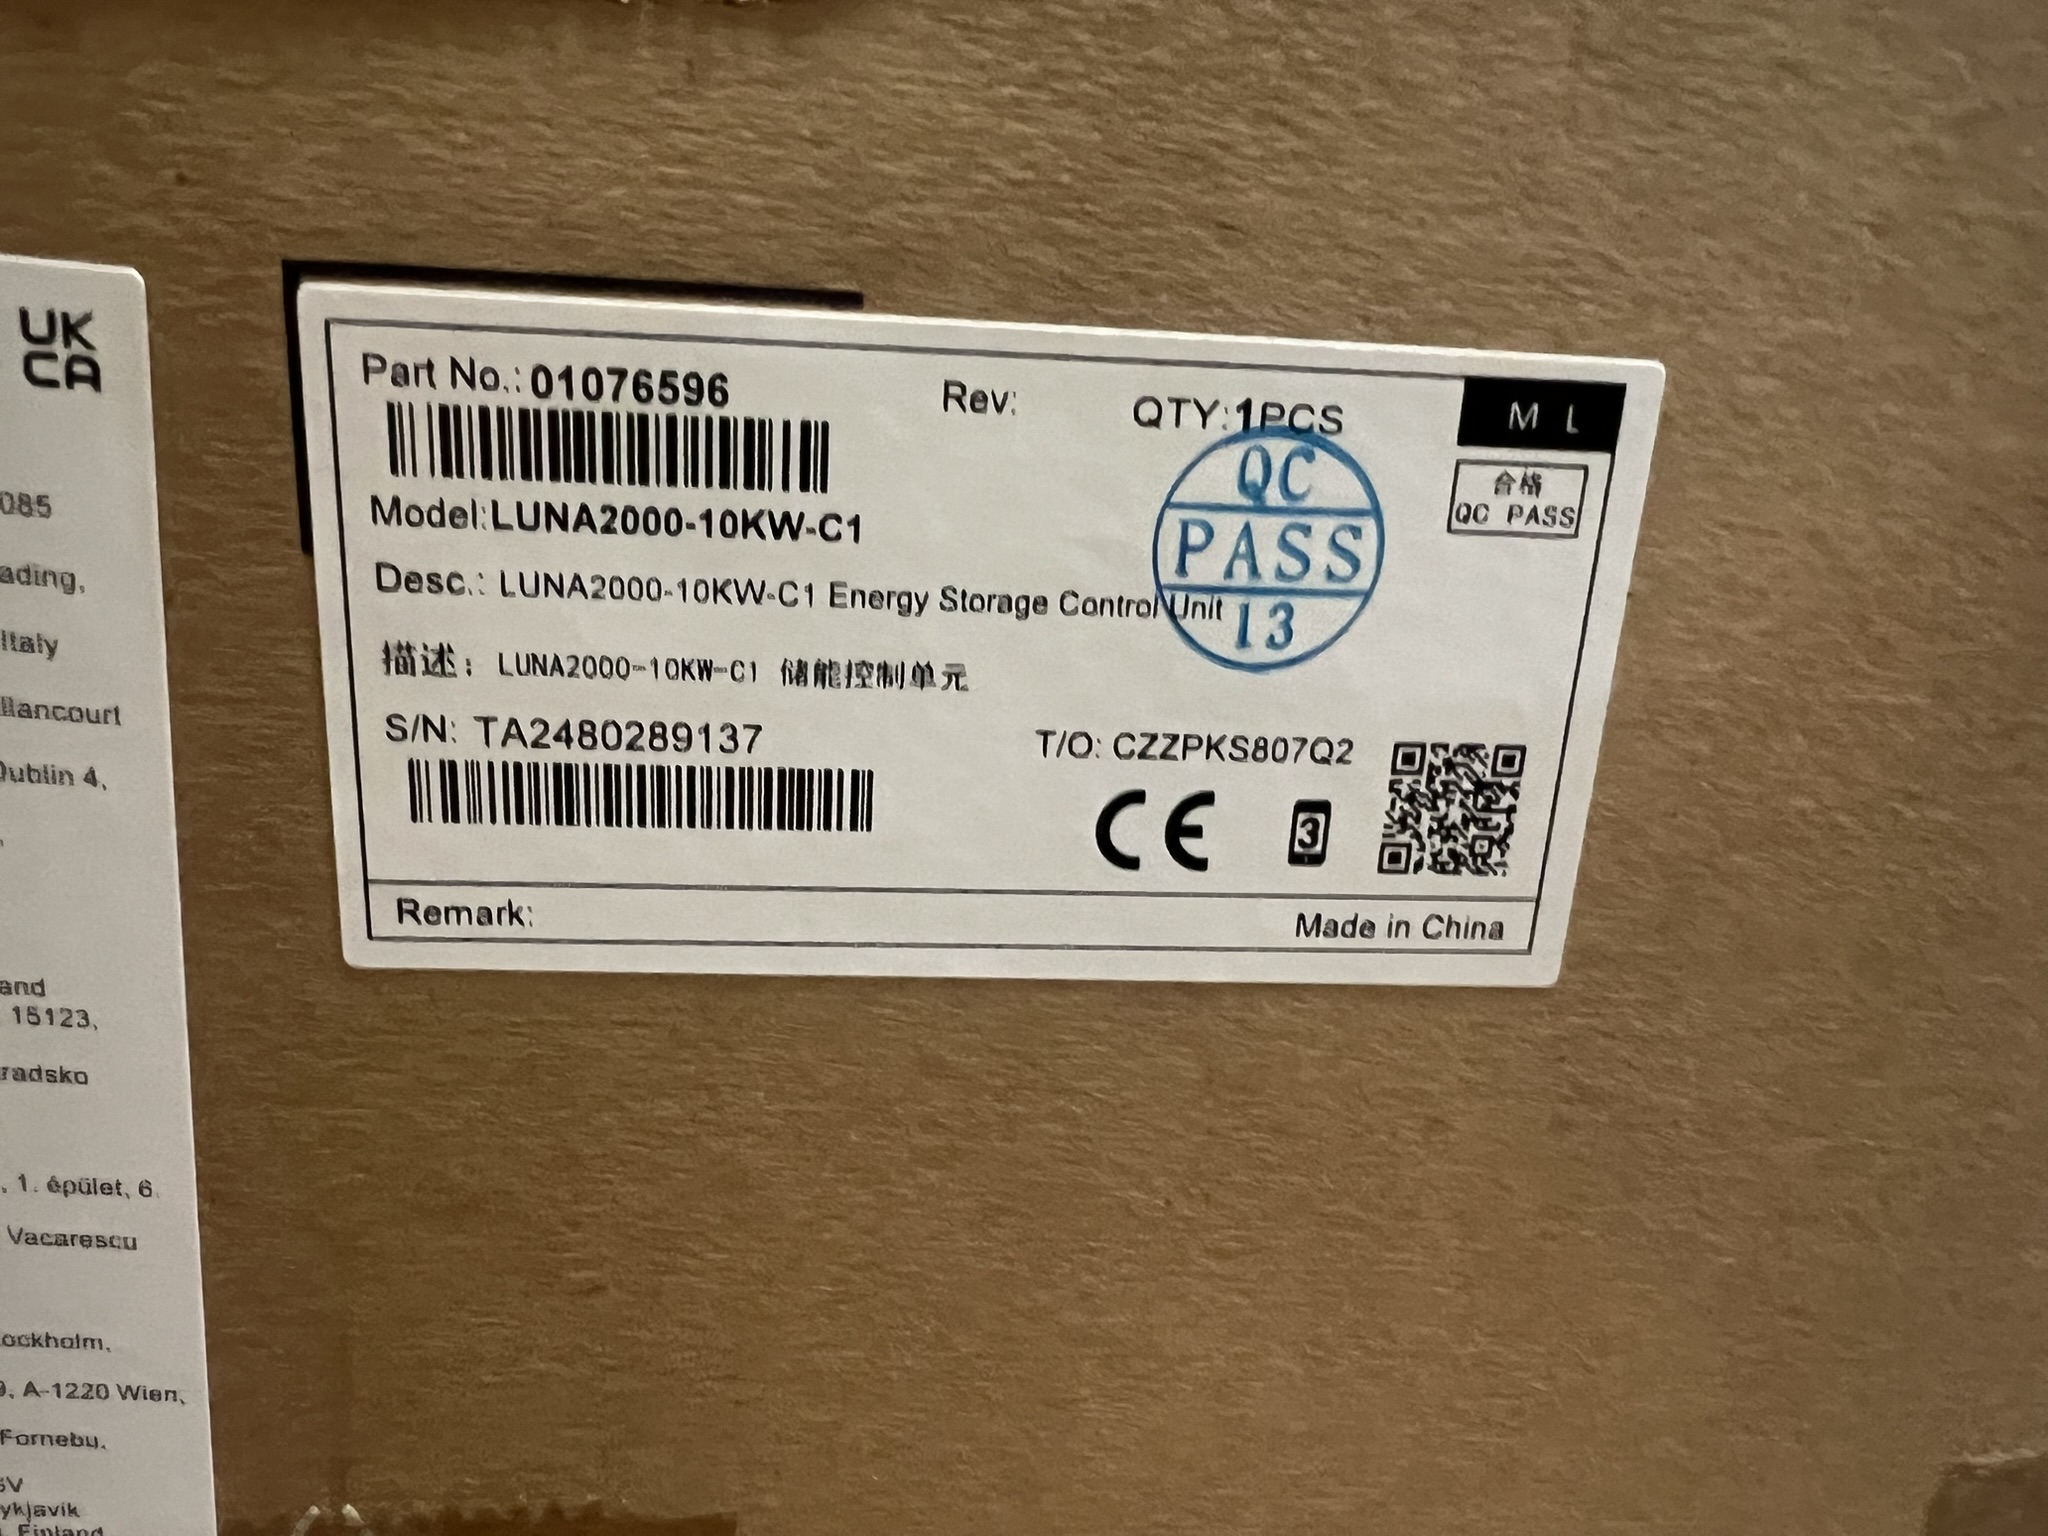 UK
CA
085
ading,
Italy
llancourt
Dublin 4,
and
15123,
radsko
, 1. épület, 6.
Vacarescu
ockholm,
9, A-1220 Wien,
Fornebu,
ykjavik
Finland
Part No.: 01076596
Rev:
QTY:1PCS
M L
合格
QC PASS
QC
PASS
13
Model:LUNA2000-10KW-C1
Desc.: LUNA2000-10KW-C1 Energy Storage Control Unit
描述： LUNA2000-10KW-C1 储能控制单元
S/N: TA2480289137
T/O: CZZPKS807Q2
CE
3
Remark:
Made in China